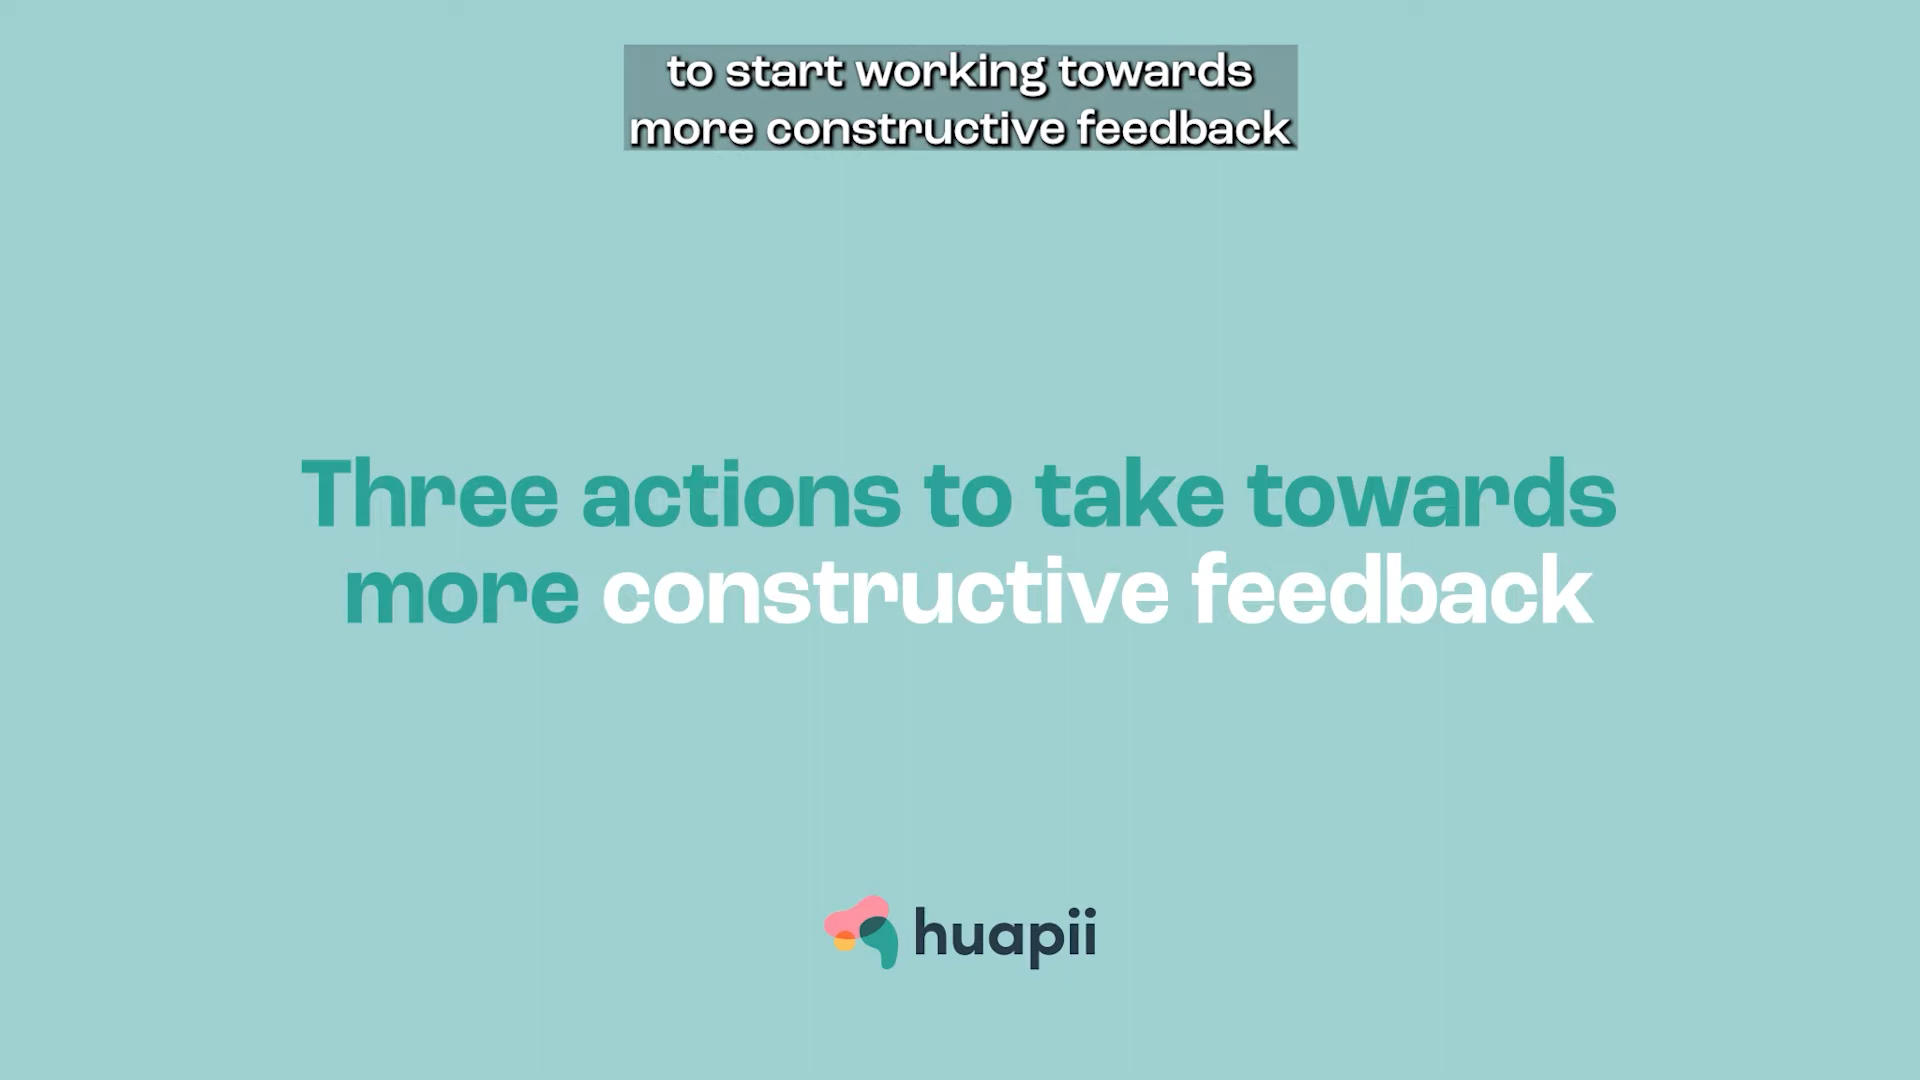 to start working towards
more constructive feedback
Three actions to take towards
more constructive feedback
huapii